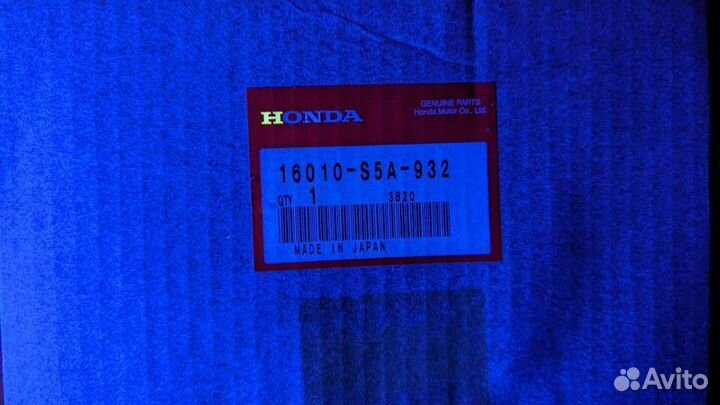 HONDA
GENUINE PARTS
Honda Motor Co., Ltd.
16010-S5A-932
QTY 1 3B20
MADE IN JAPAN
Avito